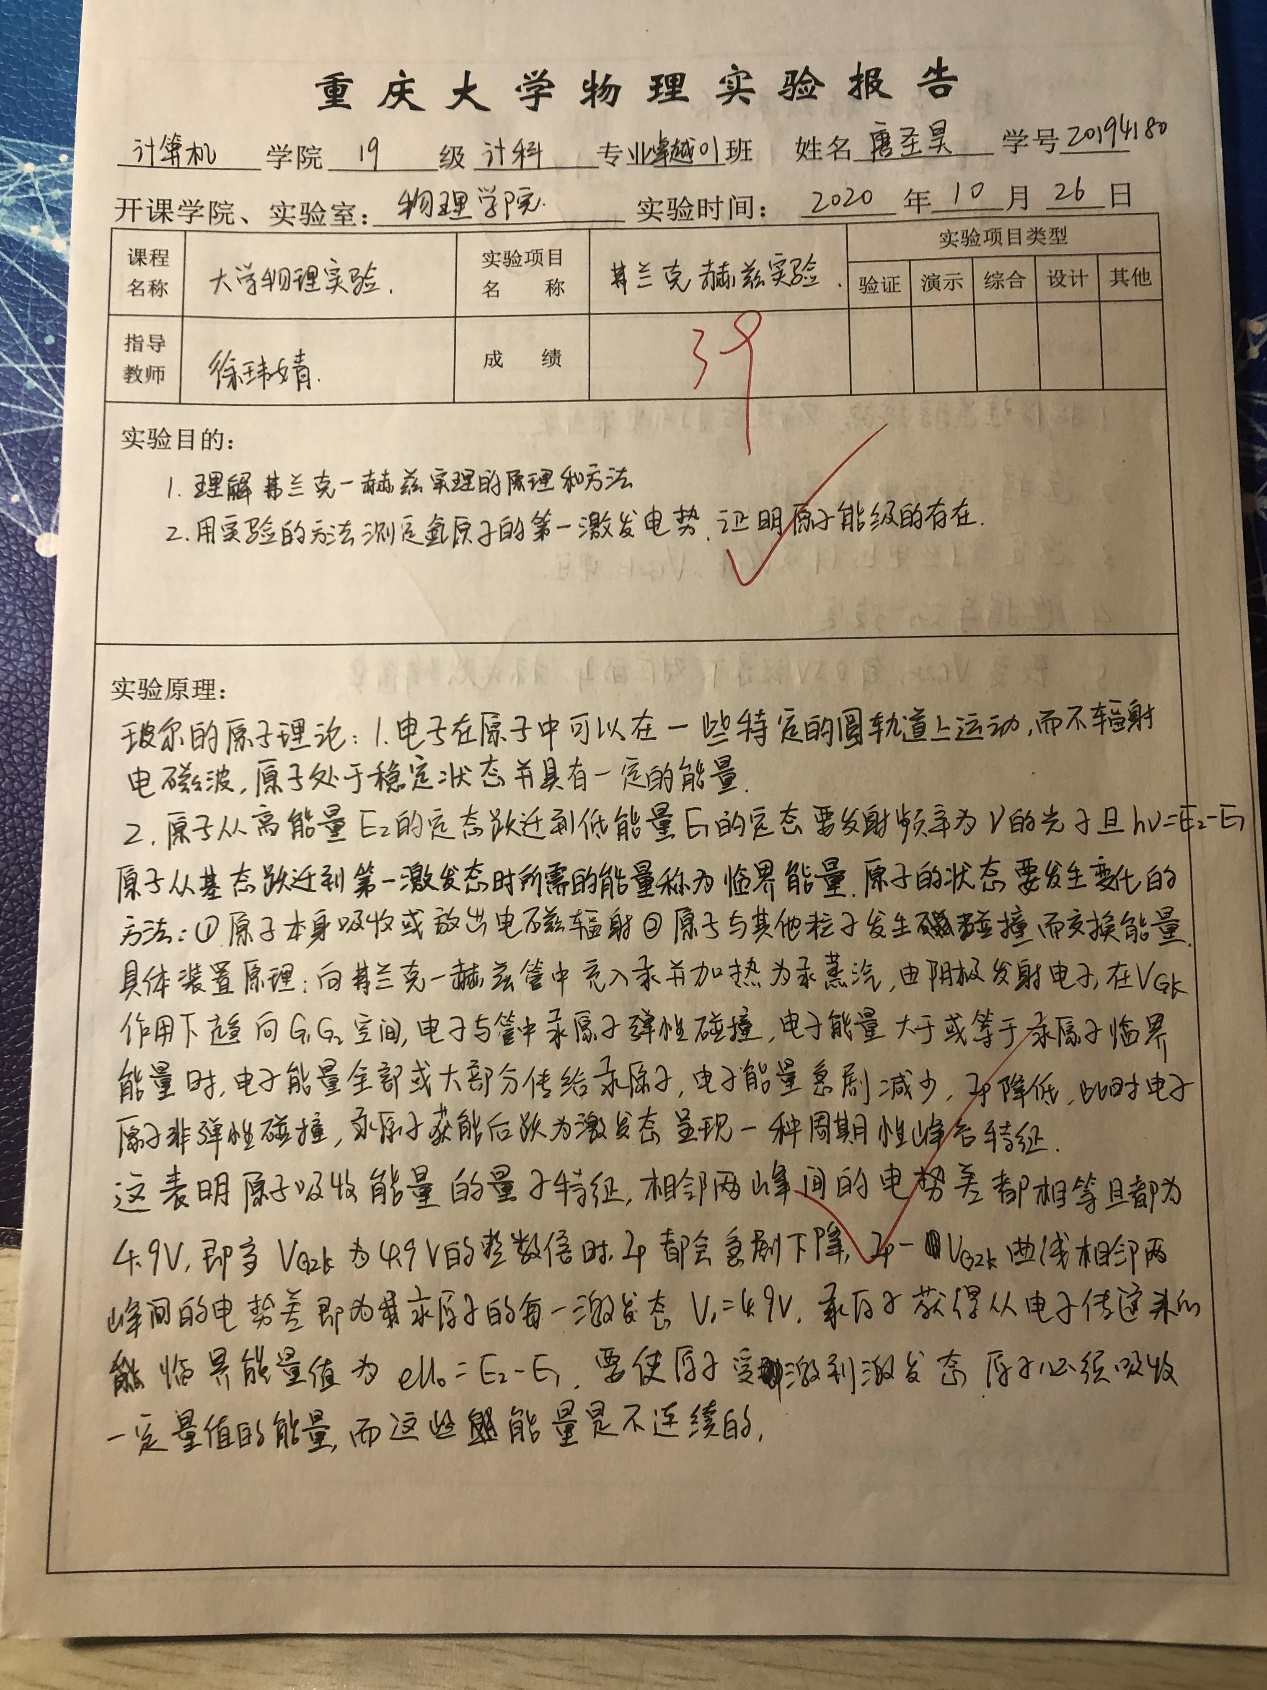 重庆大学物理实验报告
计算机 学院 19 级 计科 专业卓越01班 姓名 唐圣昊 学号20194180
开课学院、实验室: 物理学院 实验时间: 2020 年 10 月 26 日
课程名称 大学物理实验. 实验项目名称 弗兰克赫兹实验. 实验项目类型
验证 演示 综合 设计 其他
指导教师 徐玮婧. 成绩 39
实验目的:
1. 理解弗兰克一赫兹实理的原理和方法
2. 用实验的方法测定氩原子的第一激发电势,证明原子能级的存在.
实验原理:
玻尔的原子理论: 1. 电子在原子中可以在一些特定的圆轨道上运动,而不辐射
电磁波,原子处于稳定状态并具有一定的能量.
2. 原子从高能量E2的定态跃迁到低能量E1的定态要发射频率为ν的光子且hν=E2-E1
原子从基态跃迁到第一激发态时所需的能量称为临界能量.原子的状态要发生变化的
方法:①原子本身吸收或放出电磁辐射②原子与其他粒子发生碰撞而交换能量.
具体装置原理:向弗兰克一赫兹管中充入汞并加热为汞蒸汽,由阴极发射电子,在VGK
作用下趋向G1G2空间,电子与管中汞原子弹性碰撞,电子能量大于或等于汞原子临界
能量时,电子能量全部或大部分传给汞原子,电子能量急剧减少,Ip降低,此时电子
原子非弹性碰撞,汞原子获能后跃为激发态呈现一种周期性峰谷特征.
这表明原子吸收能量的量子特征,相邻两峰间的电势差都相等且都为
4.9V,即多VG2K为4.9V的整数倍时,Ip都会急剧下降,Ip-VG2K曲线相邻两
峰间的电势差即为汞原子的每一激发态V1=4.9V.汞原子获得从电子传递来的
能临界能量值为eU0=E2-E1.要使原子受激到激发态原子必须吸收
一定量值的能量,而这些能量是不连续的,